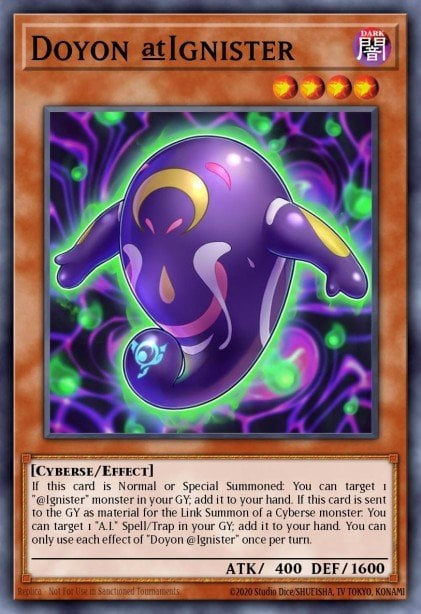 Doyon @Ignister
DARK
闇
[Cyberse/Effect]
If this card is Normal or Special Summoned: You can target 1
"@Ignister" monster in your GY; add it to your hand. If this card is sent
to the GY as material for the Link Summon of a Cyberse monster: You
can target 1 "A.I." Spell/Trap in your GY; add it to your hand. You can
only use each effect of "Doyon @Ignister" once per turn.
ATK/ 400 DEF/1600
Replica - Not For Use in Sanctioned Tournaments
©2020 Studio Dice/SHUEISHA, TV TOKYO, KONAMI